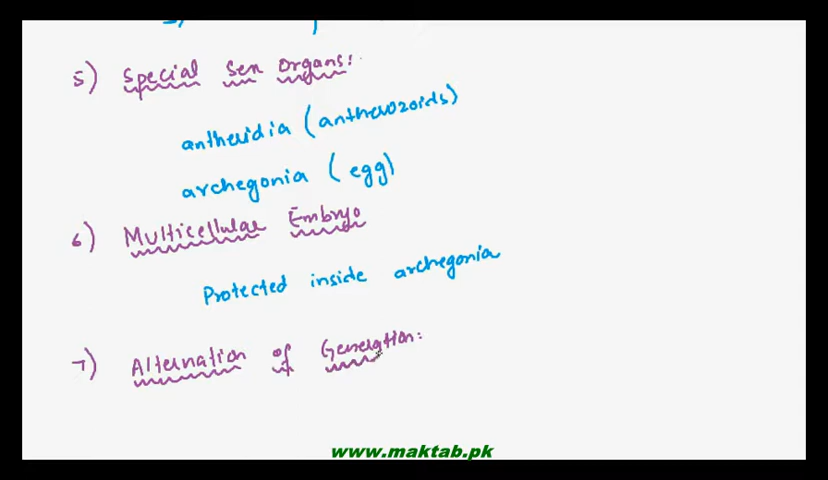 5) Special Sex Organs:
antheridia (antherozoids)
archegonia (egg)
6) Multicellular Embryo
Protected inside archegonia
7) Alternation of Generation:
www.maktab.pk